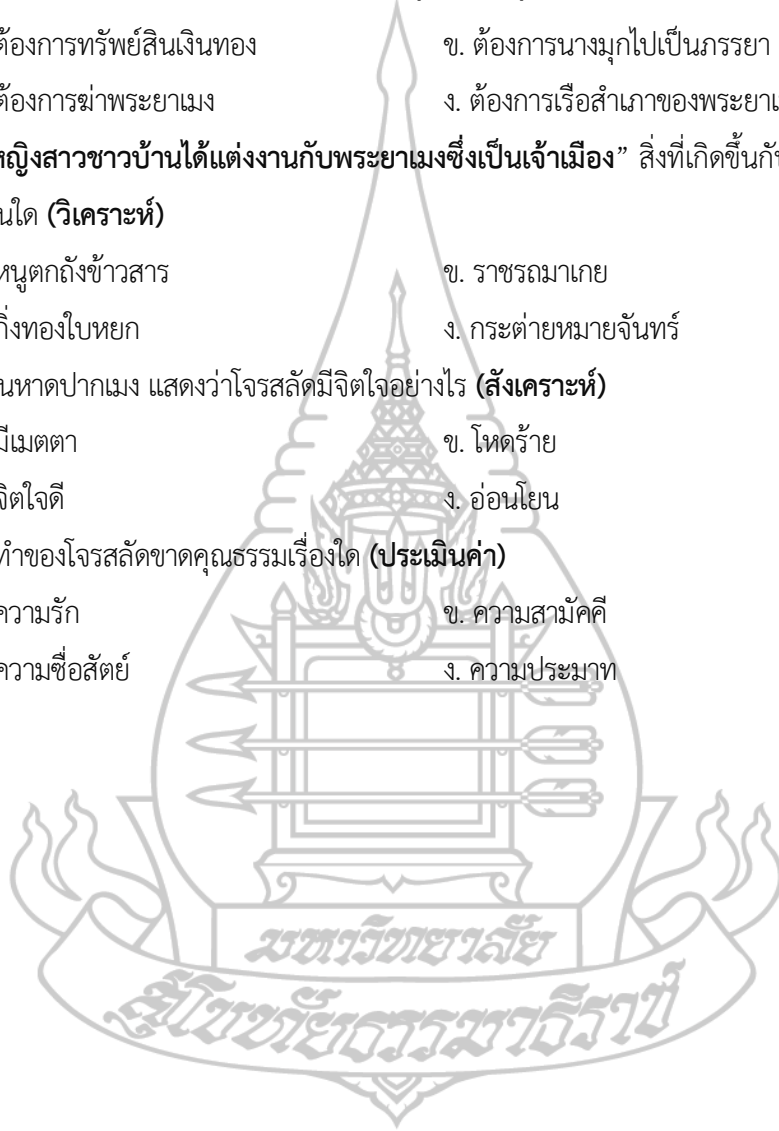 ต้องการทรัพย์สินเงินทอง ข. ต้องการนางมุกไปเป็นภรรยา
ต้องการฆ่าพระยาเมง ง. ต้องการเรือสำเภาของพระยาเ
หญิงสาวชาวบ้านได้แต่งงานกับพระยาเมงซึ่งเป็นเจ้าเมือง” สิ่งที่เกิดขึ้นกั
นใด (วิเคราะห์)
หนูตกถังข้าวสาร ข. ราชรถมาเกย
กิ่งทองใบหยก ง. กระต่ายหมายจันทร์
นหาดปากเมง แสดงว่าโจรสลัดมีจิตใจอย่างไร (สังเคราะห์)
มีเมตตา ข. โหดร้าย
จิตใจดี ง. อ่อนโยน
ทำของโจรสลัดขาดคุณธรรมเรื่องใด (ประเมินค่า)
ความรัก ข. ความสามัคคี
ความซื่อสัตย์ ง. ความประมาท
มหาวิทยาลัย
สุโขทัยธรรมาธิราช